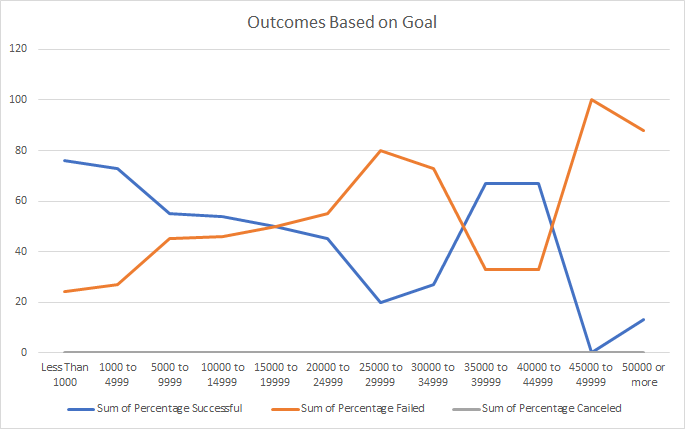 Outcomes Based on Goal
120
100
80
60
40
20
0
Less Than 1000 to 5000 to 10000 to 15000 to 20000 to 25000 to 30000 to 35000 to 40000 to 45000 to 50000 or
1000 4999 9999 14999 19999 24999 29999 34999 39999 44999 49999 more
Sum of Percentage Successful Sum of Percentage Failed Sum of Percentage Canceled